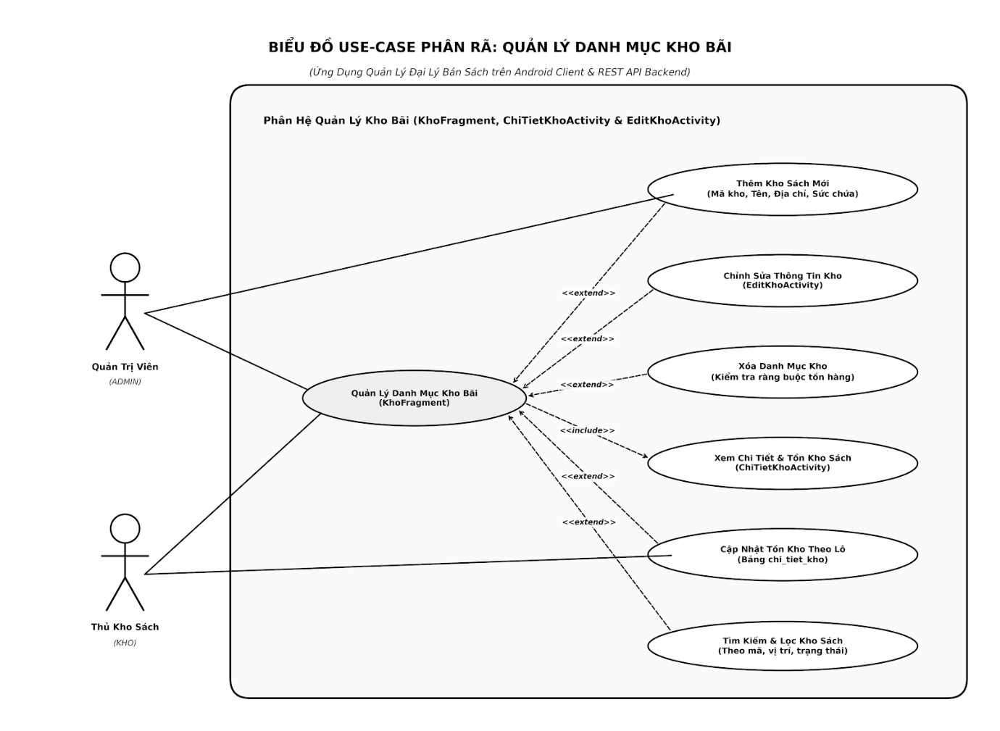 BIỂU ĐỒ USE-CASE PHÂN RÃ: QUẢN LÝ DANH MỤC KHO BÃI
(Ứng Dụng Quản Lý Đại Lý Bán Sách trên Android Client & REST API Backend)
Phân Hệ Quản Lý Kho Bãi (KhoFragment, ChiTietKhoActivity & EditKhoActivity)
Thêm Kho Sách Mới
(Mã kho, Tên, Địa chỉ, Sức chứa)
Chỉnh Sửa Thông Tin Kho
(EditKhoActivity)
<<extend>>
<<extend>>
Quản Trị Viên
(ADMIN)
Xóa Danh Mục Kho
(Kiểm tra ràng buộc tồn hàng)
<<extend>>
Quản Lý Danh Mục Kho Bãi
(KhoFragment)
<<include>>
Xem Chi Tiết & Tồn Kho Sách
(ChiTietKhoActivity)
<<extend>>
<<extend>>
Cập Nhật Tồn Kho Theo Lô
(Bảng chi_tiet_kho)
Thủ Kho Sách
(KHO)
Tìm Kiếm & Lọc Kho Sách
(Theo mã, vị trí, trạng thái)